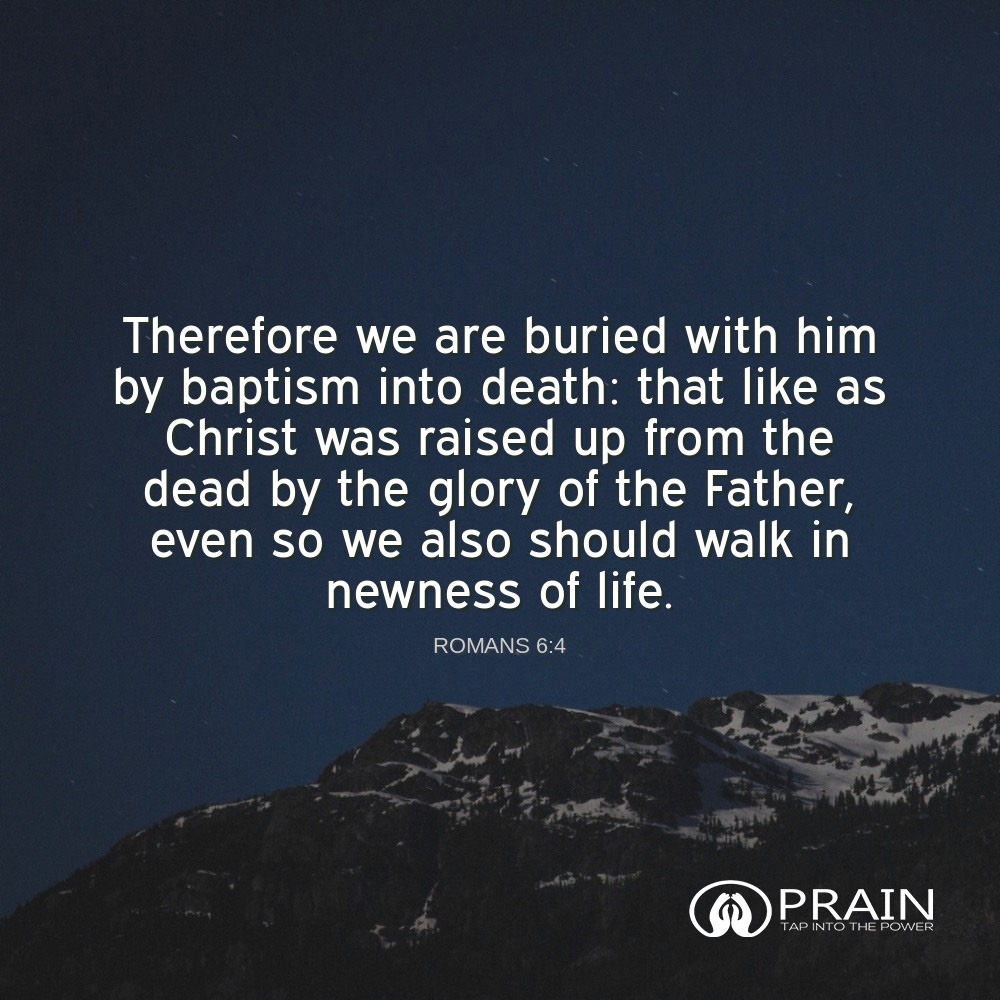 Therefore we are buried with him
by baptism into death: that like as
Christ was raised up from the
dead by the glory of the Father,
even so we also should walk in
newness of life.
ROMANS 6:4
PRAIN
TAP INTO THE POWER